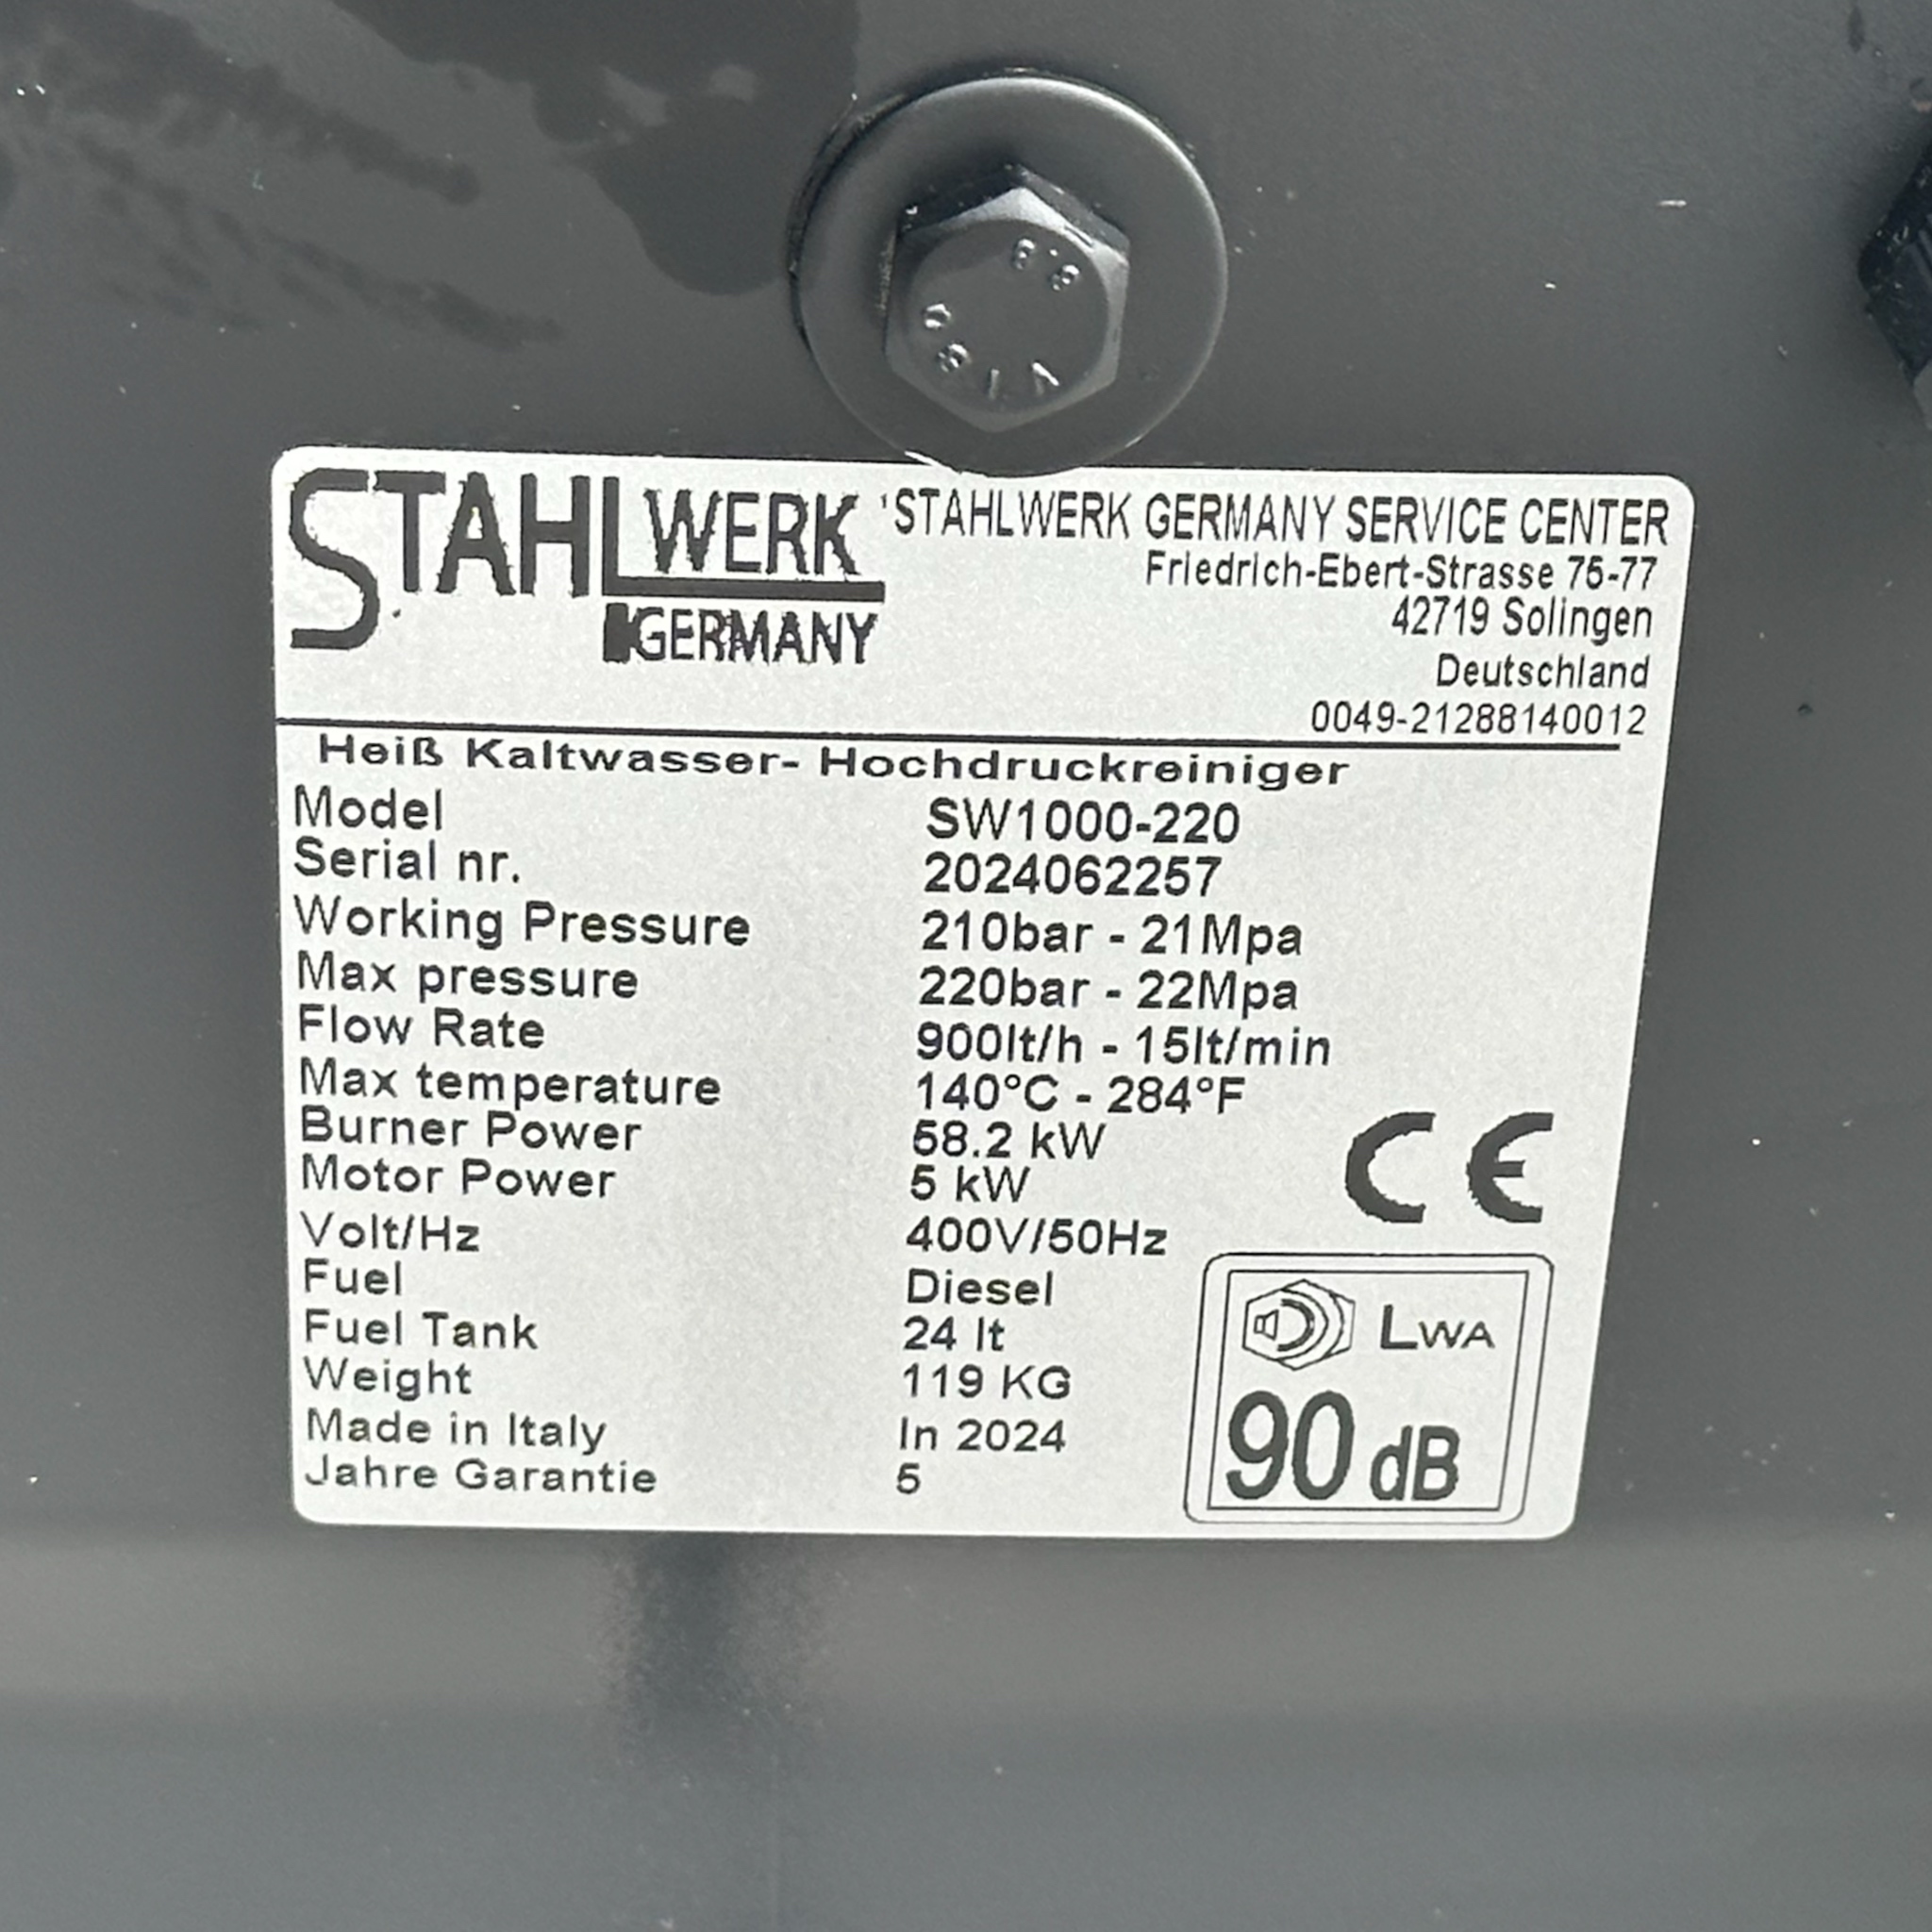 8.8
STAHLWERK
GERMANY
'STAHLWERK GERMANY SERVICE CENTER
Friedrich-Ebert-Strasse 75-77
42719 Solingen
Deutschland
0049-21288140012
Heiß Kaltwasser- Hochdruckreiniger
Model SW1000-220
Serial nr. 2024062257
Working Pressure 210bar - 21Mpa
Max pressure 220bar - 22Mpa
Flow Rate 900lt/h - 15lt/min
Max temperature 140°C - 284°F
Burner Power 58.2 kW
Motor Power 5 kW
Volt/Hz 400V/50Hz
Fuel Diesel
Fuel Tank 24 lt
Weight 119 KG
Made in Italy In 2024
Jahre Garantie 5
CE
LWA
90 dB